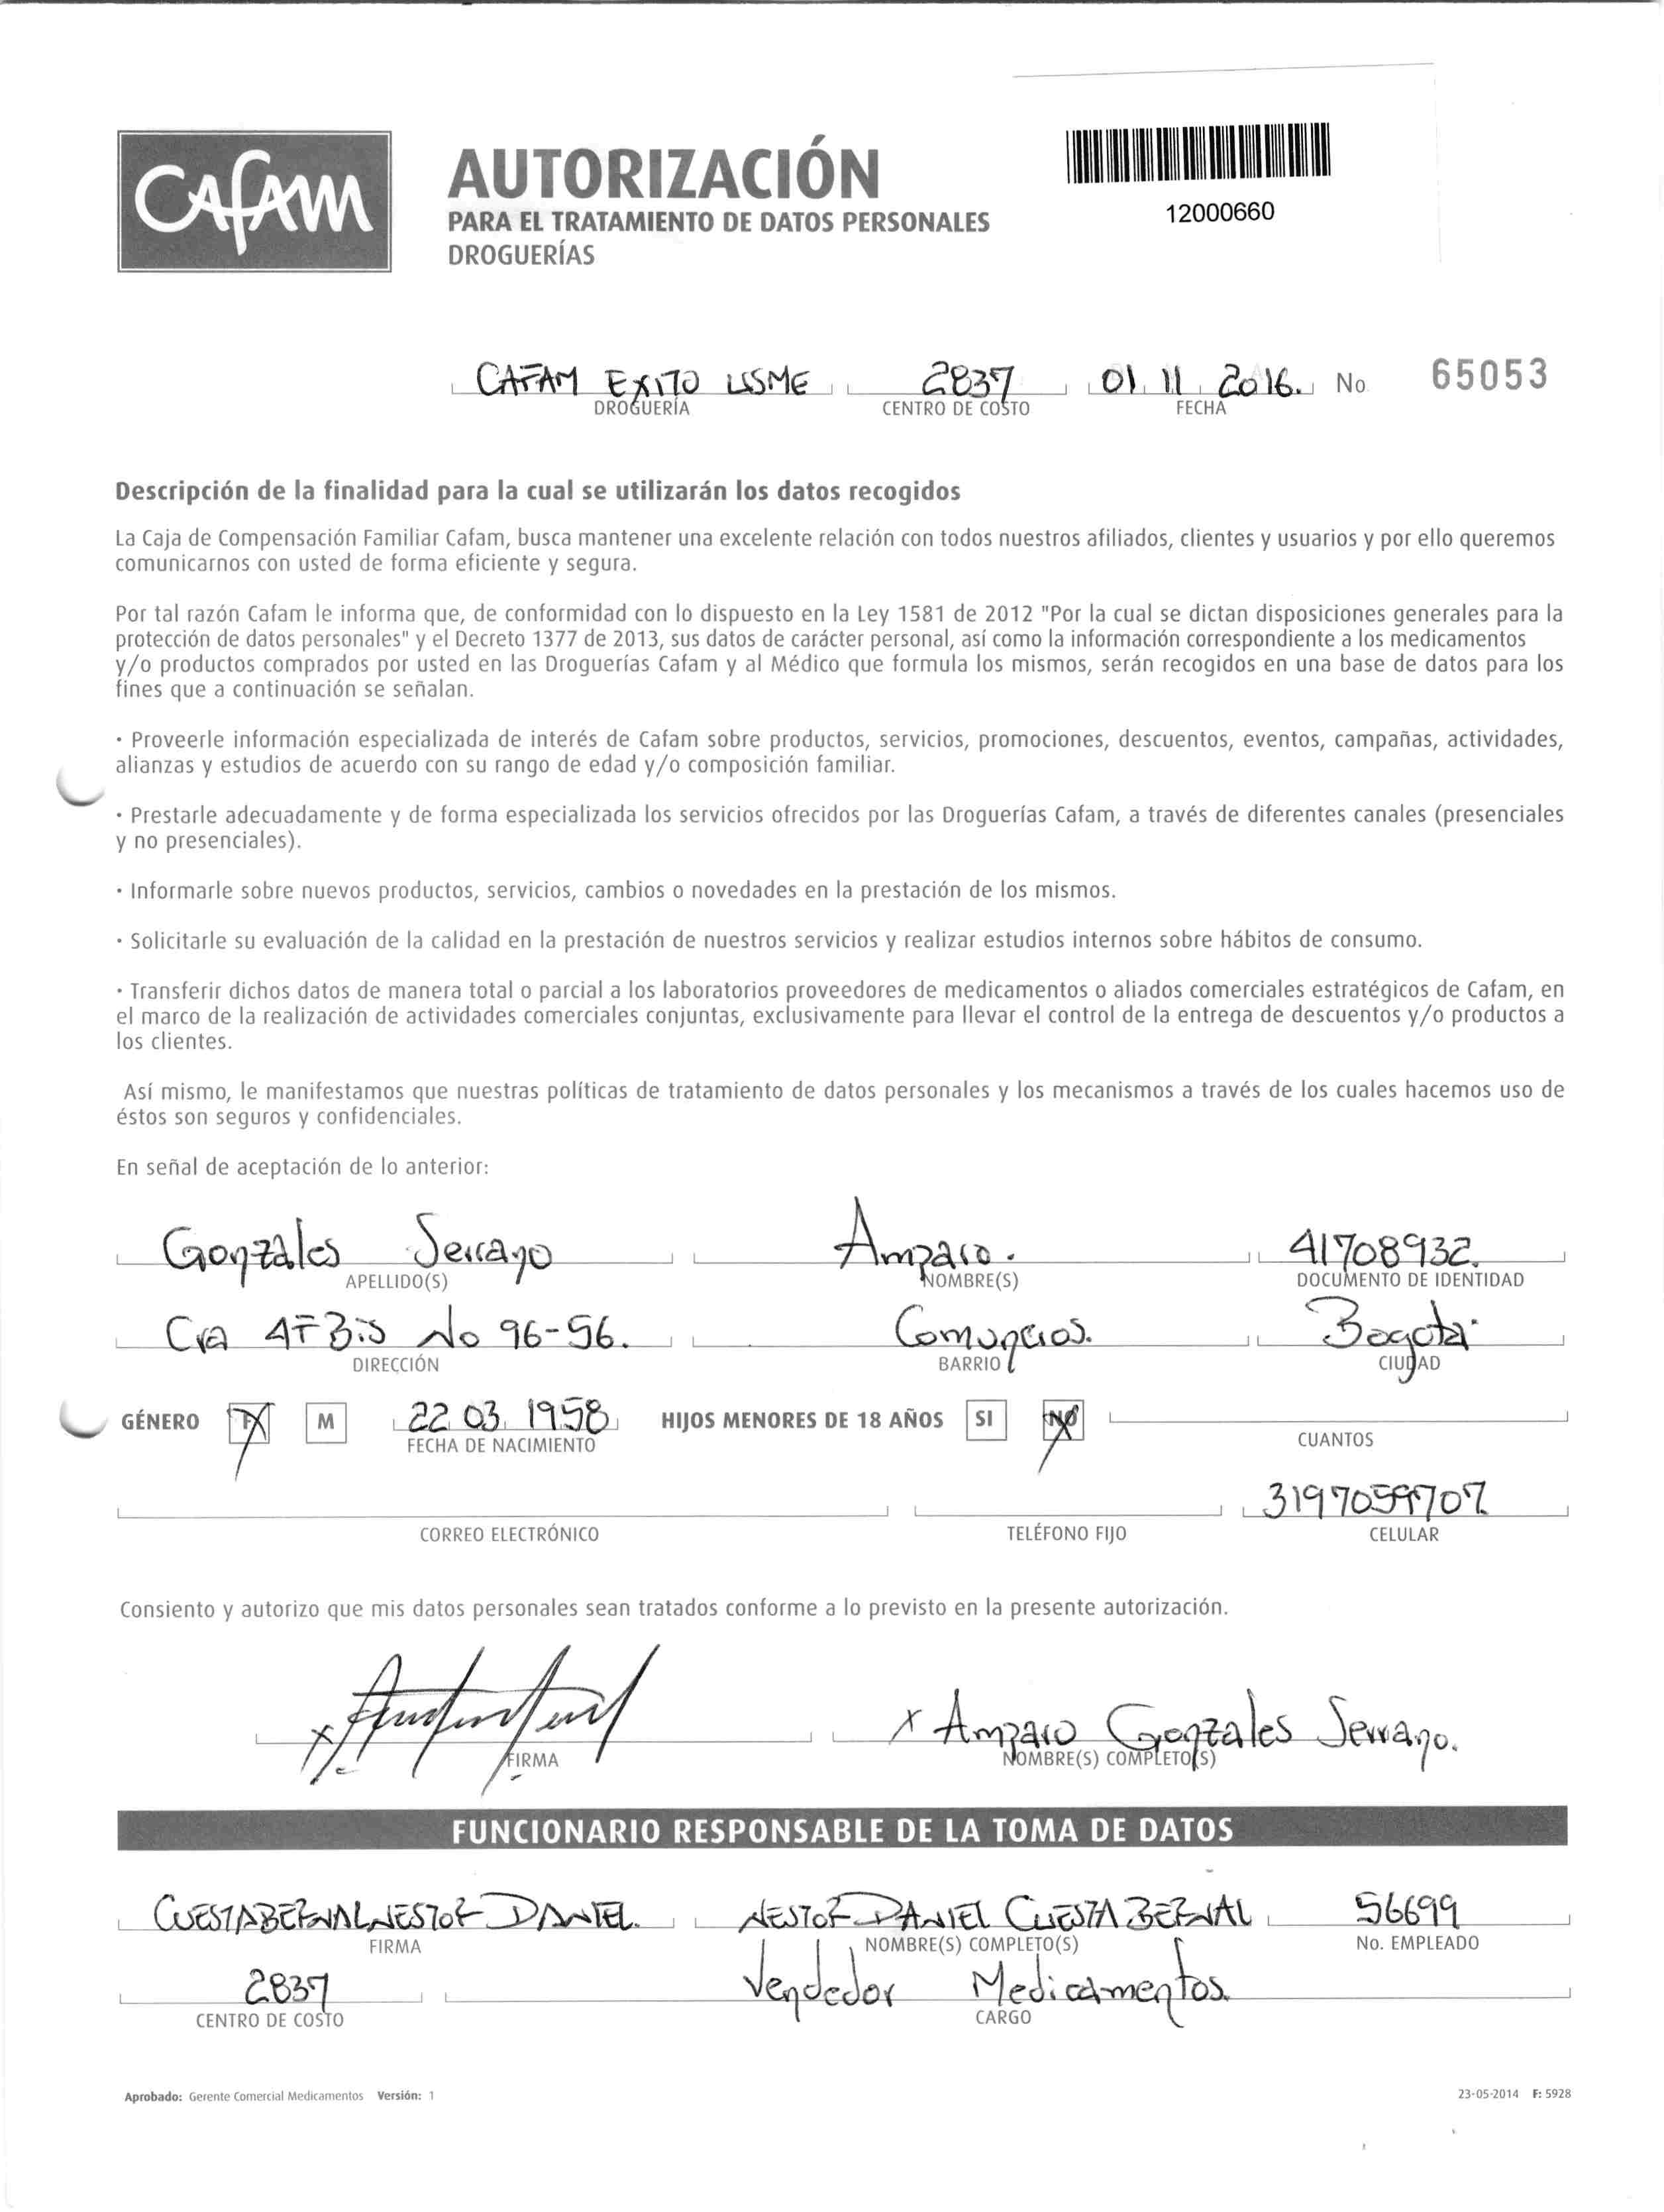 Cafam
AUTORIZACIÓN
PARA EL TRATAMIENTO DE DATOS PERSONALES
DROGUERÍAS
12000660
CAFAM EXITO USME 2837 01 11 2016. No. 65053
DROGUERÍA CENTRO DE COSTO FECHA
Descripción de la finalidad para la cual se utilizarán los datos recogidos
La Caja de Compensación Familiar Cafam, busca mantener una excelente relación con todos nuestros afiliados, clientes y usuarios y por ello queremos
comunicarnos con usted de forma eficiente y segura.
Por tal razón Cafam le informa que, de conformidad con lo dispuesto en la Ley 1581 de 2012 "Por la cual se dictan disposiciones generales para la
protección de datos personales" y el Decreto 1377 de 2013, sus datos de carácter personal, así como la información correspondiente a los medicamentos
y/o productos comprados por usted en las Droguerías Cafam y al Médico que formula los mismos, serán recogidos en una base de datos para los
fines que a continuación se señalan.
· Proveerle información especializada de interés de Cafam sobre productos, servicios, promociones, descuentos, eventos, campañas, actividades,
alianzas y estudios de acuerdo con su rango de edad y/o composición familiar.
· Prestarle adecuadamente y de forma especializada los servicios ofrecidos por las Droguerías Cafam, a través de diferentes canales (presenciales
y no presenciales).
· Informarle sobre nuevos productos, servicios, cambios o novedades en la prestación de los mismos.
· Solicitarle su evaluación de la calidad en la prestación de nuestros servicios y realizar estudios internos sobre hábitos de consumo.
· Transferir dichos datos de manera total o parcial a los laboratorios proveedores de medicamentos o aliados comerciales estratégicos de Cafam, en
el marco de la realización de actividades comerciales conjuntas, exclusivamente para llevar el control de la entrega de descuentos y/o productos a
los clientes.
Así mismo, le manifestamos que nuestras políticas de tratamiento de datos personales y los mecanismos a través de los cuales hacemos uso de
éstos son seguros y confidenciales.
En señal de aceptación de lo anterior:
Gonzales Serrano Amparo. 41708932.
APELLIDO(S) NOMBRE(S) DOCUMENTO DE IDENTIDAD
Cra 4F Bis No 96-56. Comuneros. Bogota
DIRECCIÓN BARRIO CIUDAD
GÉNERO F M 22 03 1958 HIJOS MENORES DE 18 AÑOS SI NO
FECHA DE NACIMIENTO CUANTOS
CORREO ELECTRÓNICO TELÉFONO FIJO CELULAR
Consiento y autorizo que mis datos personales sean tratados conforme a lo previsto en la presente autorización.
x Amparo Gonzales Serrano.
FIRMA NOMBRE(S) COMPLETO(S)
FUNCIONARIO RESPONSABLE DE LA TOMA DE DATOS
CUESTA BERNAL NESTOR DANIEL. NESTOR DANIEL CUESTA BERNAL 56699
FIRMA NOMBRE(S) COMPLETO(S) No. EMPLEADO
2837 Vendedor Medicamentos.
CENTRO DE COSTO CARGO
Aprobado: Gerente Comercial Medicamentos Versión: 1 23-05-2014 F: 5928